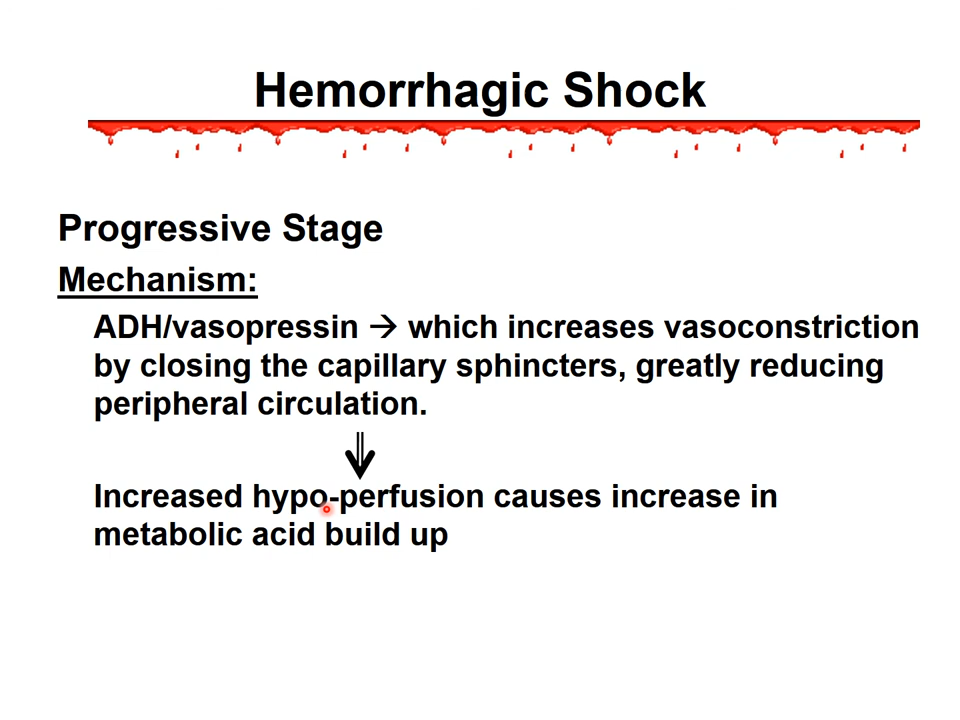 Hemorrhagic Shock
Progressive Stage
Mechanism:
ADH/vasopressin → which increases vasoconstriction
by closing the capillary sphincters, greatly reducing
peripheral circulation.
⇓
Increased hypo-perfusion causes increase in
metabolic acid build up